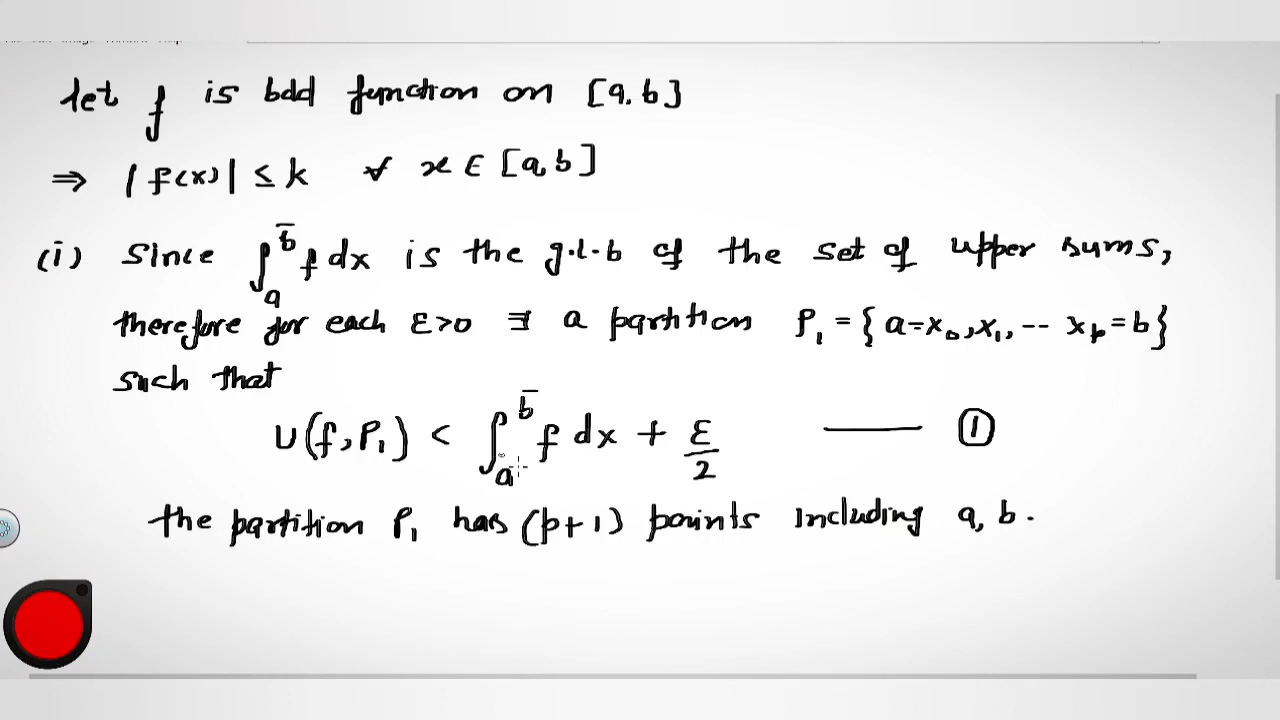 let f is bdd function on [a, b]
⇒ |f(x)| ≤ k ∀ x ∈ [a, b]
(i) Since ∫_a^b̅ f dx is the g.l.b of the set of upper sums,
therefore for each ε>0 ∃ a partition P₁ = {a=x₀, x₁, -- xₚ=b}
such that
U(f, P₁) < ∫_a^b̅ f dx + ε/2 —— ①
the partition P₁ has (p+1) points including a, b.